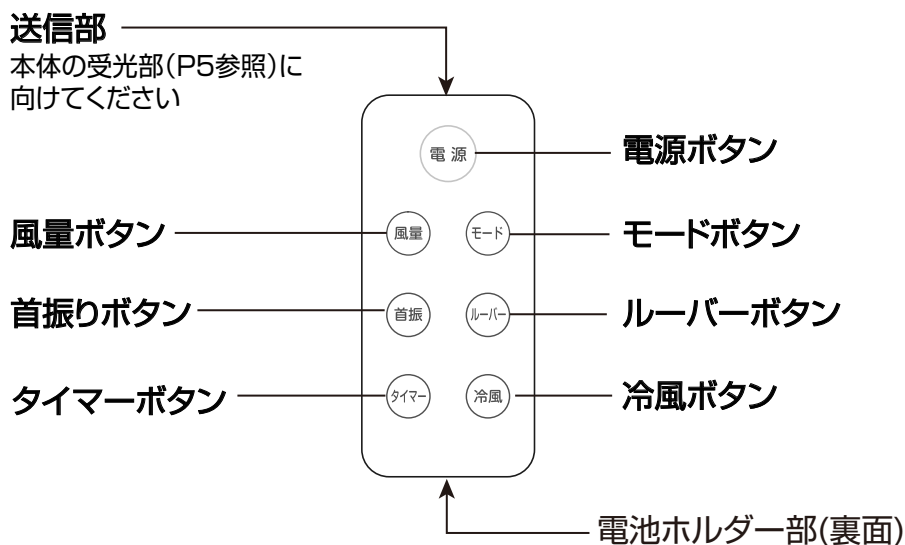 送信部
本体の受光部(P5参照)に
向けてください
電源
電源ボタン
風量ボタン
風量
モード
モードボタン
首振りボタン
首振
ルーバー
ルーバーボタン
タイマーボタン
タイマー
冷風
冷風ボタン
電池ホルダー部(裏面)